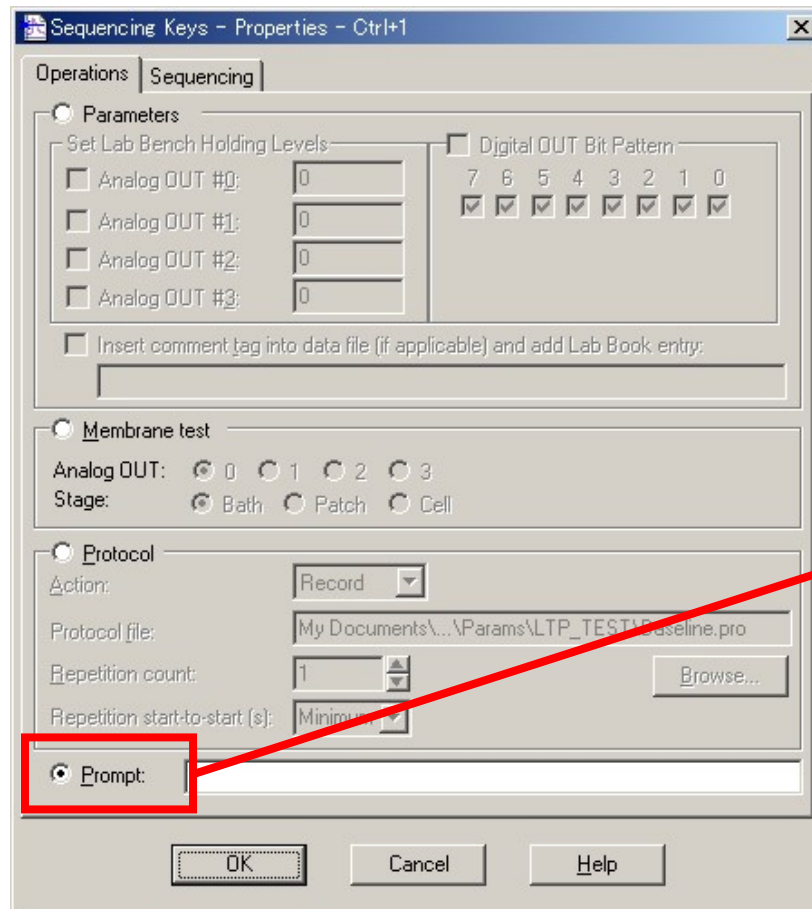 Sequencing Keys - Properties - Ctrl+1
Operations Sequencing
Parameters
Set Lab Bench Holding Levels Digital OUT Bit Pattern
Analog OUT #0: 0 7 6 5 4 3 2 1 0
Analog OUT #1: 0
Analog OUT #2: 0
Analog OUT #3: 0
Insert comment tag into data file (if applicable) and add Lab Book entry:
Membrane test
Analog OUT: 0 1 2 3
Stage: Bath Patch Cell
Protocol
Action: Record
Protocol file: My Documents\...\Params\LTP_TEST\Baseline.pro
Repetition count: 1 Browse...
Repetition start-to-start (s): Minimum
Prompt:
OK Cancel Help